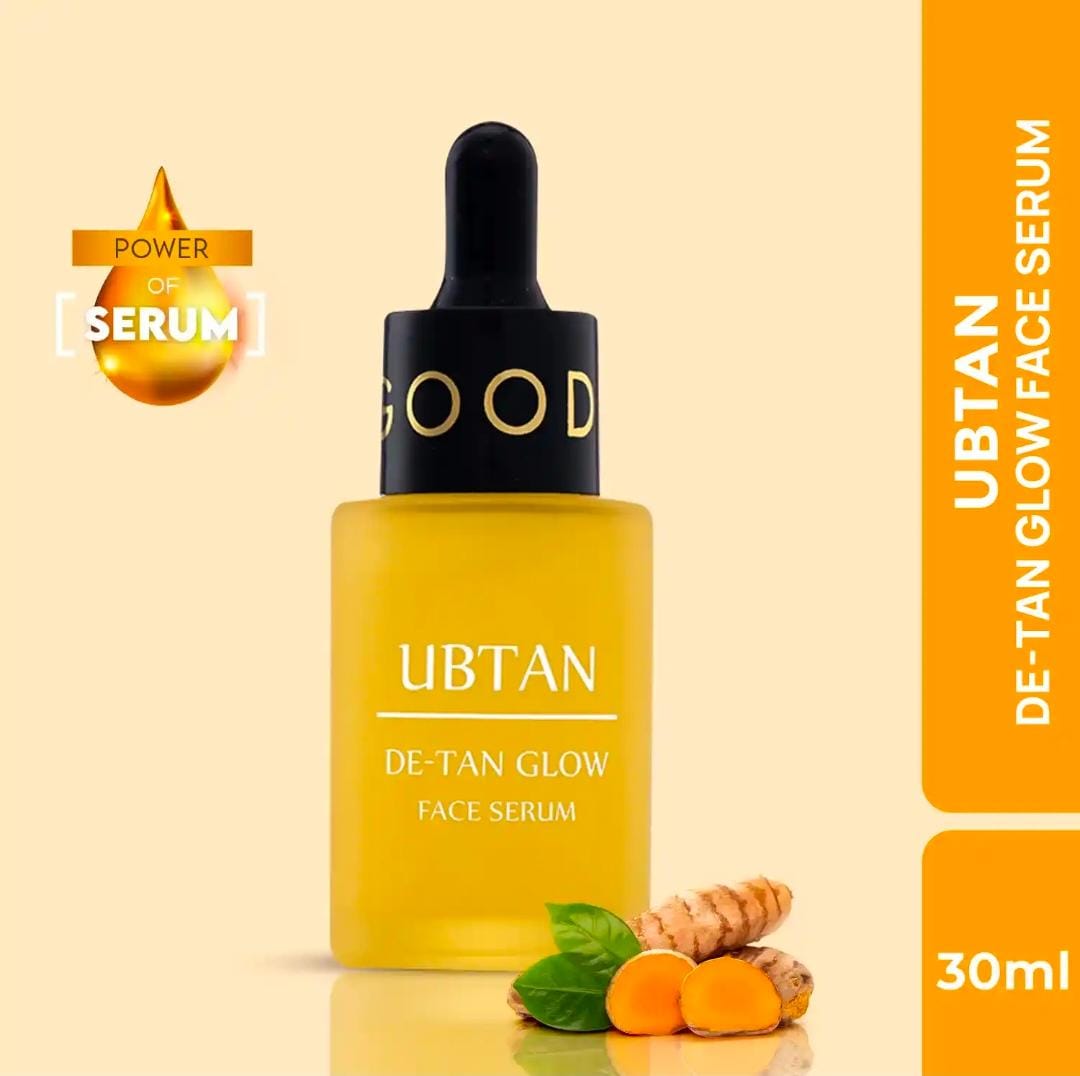 POWER
OF
[SERUM]
GOOD
UBTAN
DE-TAN GLOW
FACE SERUM
UBTAN
DE-TAN GLOW FACE SERUM
30ml